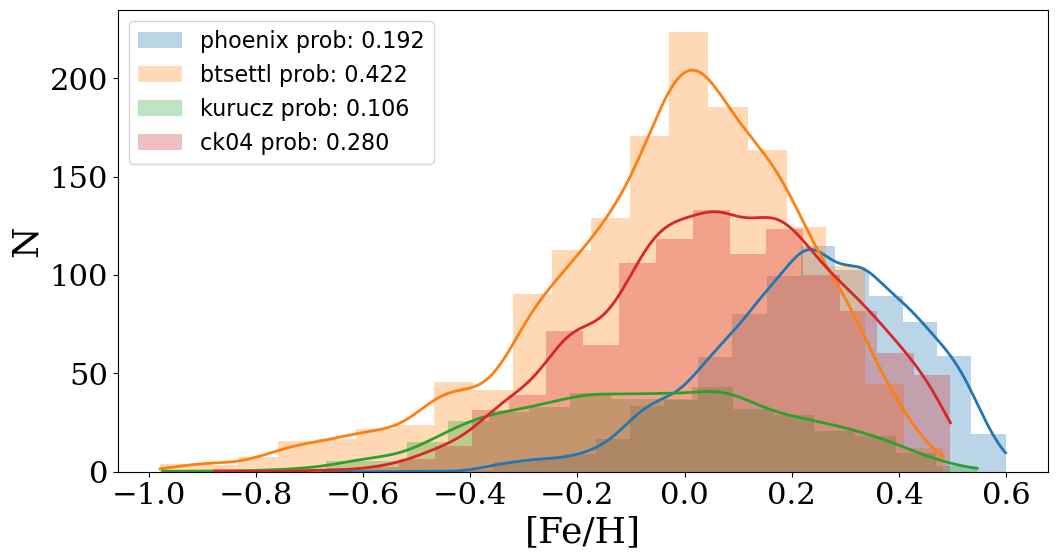 phoenix prob: 0.192
btsettl prob: 0.422
kurucz prob: 0.106
ck04 prob: 0.280
200
150
100
50
0
N
−1.0 −0.8 −0.6 −0.4 −0.2 0.0 0.2 0.4 0.6
[Fe/H]